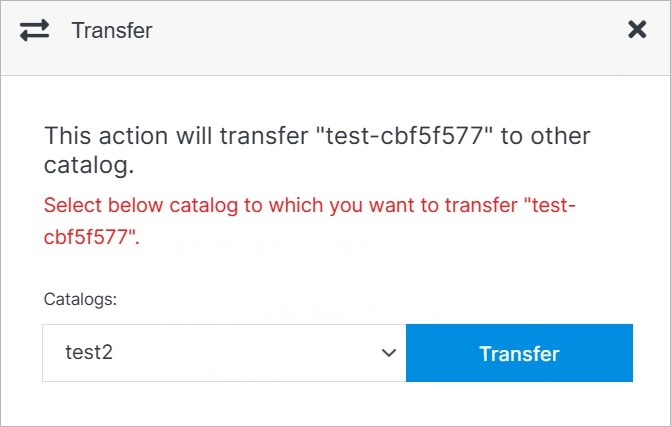 Transfer
This action will transfer "test-cbf5f577" to other
catalog.
Select below catalog to which you want to transfer "test-
cbf5f577".
Catalogs:
test2
Transfer